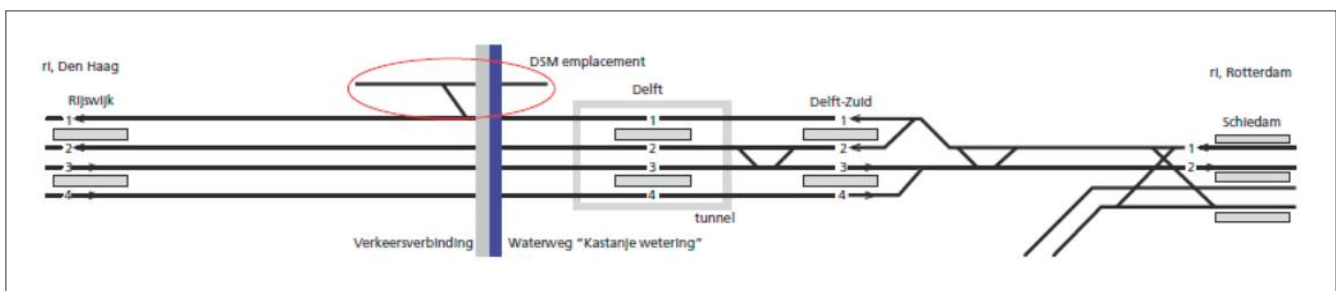 DSM emplacement
ri, Den Haag
ri, Rotterdam
Rijswijk
Delft
Delft-Zuid
Schiedam
1 1 1
2 2 2 1
3 3 3 2
4 4 4
tunnel
Verkeersverbinding
Waterweg "Kastanje wetering"